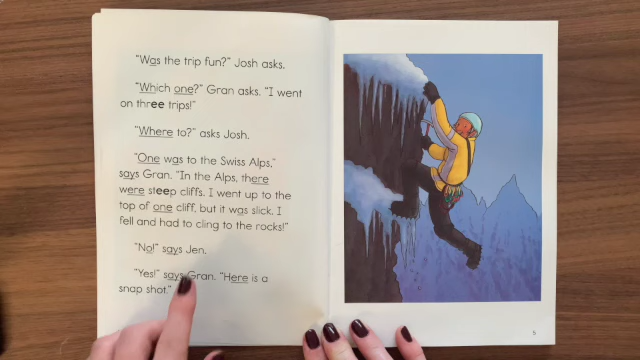 "Was the trip fun?" Josh asks.
"Which one?" Gran asks. "I went
on three trips!"
"Where to?" asks Josh.
"One was to the Swiss Alps,"
says Gran. "In the Alps, there
were steep cliffs. I went up to the
top of one cliff, but it was slick. I
fell and had to cling to the rocks!"
"No!" says Jen.
"Yes!" says Gran. "Here is a
snap shot."
5